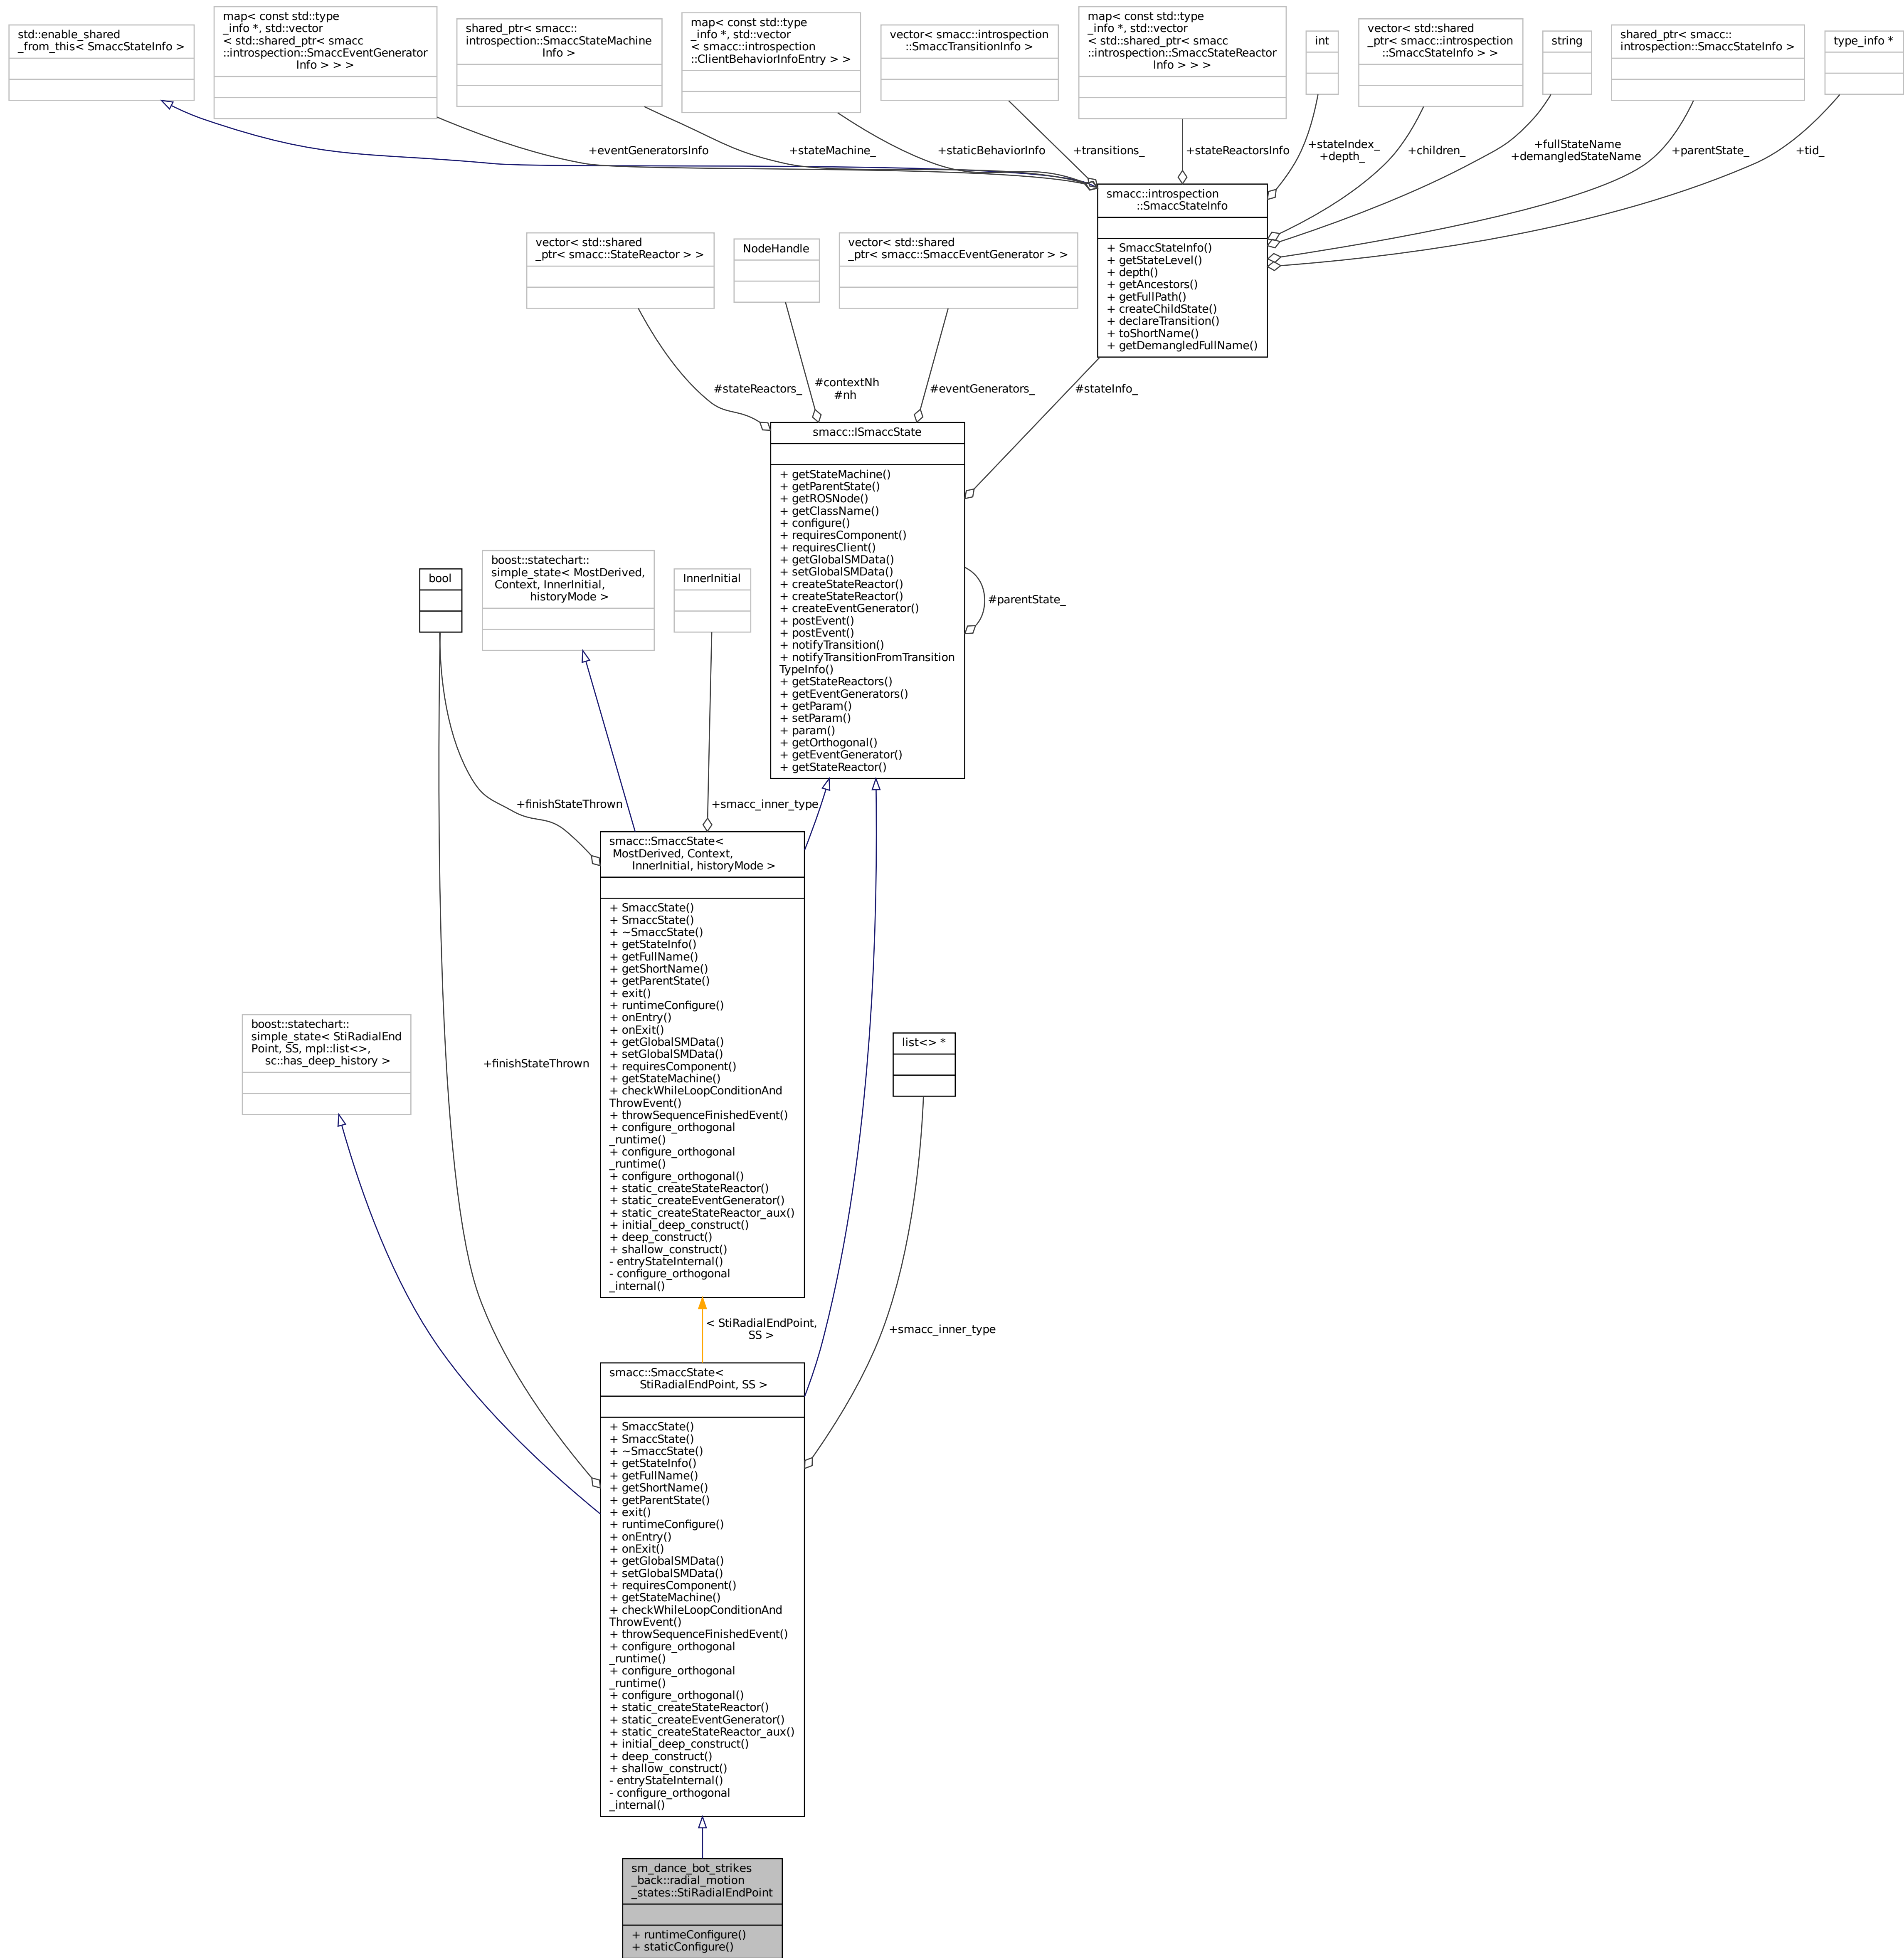 std::enable_shared
_from_this< SmaccStateInfo >
map< const std::type
_info *, std::vector
< std::shared_ptr< smacc
::introspection::SmaccEventGenerator
Info > > >
shared_ptr< smacc::
introspection::SmaccStateMachine
Info >
map< const std::type
_info *, std::vector
< smacc::introspection
::ClientBehaviorInfoEntry > >
vector< smacc::introspection
::SmaccTransitionInfo >
map< const std::type
_info *, std::vector
< std::shared_ptr< smacc
::introspection::SmaccStateReactor
Info > > >
int
vector< std::shared
_ptr< smacc::introspection
::SmaccStateInfo > >
string
shared_ptr< smacc::
introspection::SmaccStateInfo >
type_info *
+eventGeneratorsInfo
+stateMachine_
+staticBehaviorInfo
+transitions_
+stateReactorsInfo
+stateIndex_
+depth_
+children_
+fullStateName
+demangledStateName
+parentState_
+tid_
smacc::introspection
::SmaccStateInfo
+ SmaccStateInfo()
+ getStateLevel()
+ depth()
+ getAncestors()
+ getFullPath()
+ createChildState()
+ declareTransition()
+ toShortName()
+ getDemangledFullName()
vector< std::shared
_ptr< smacc::StateReactor > >
NodeHandle
vector< std::shared
_ptr< smacc::SmaccEventGenerator > >
#stateReactors_
#contextNh
#nh
#eventGenerators_
#stateInfo_
smacc::ISmaccState
+ getStateMachine()
+ getParentState()
+ getROSNode()
+ getClassName()
+ configure()
+ requiresComponent()
+ requiresClient()
+ getGlobalSMData()
+ setGlobalSMData()
+ createStateReactor()
+ createStateReactor()
+ createEventGenerator()
+ postEvent()
+ postEvent()
+ notifyTransition()
+ notifyTransitionFromTransition
TypeInfo()
+ getStateReactors()
+ getEventGenerators()
+ getParam()
+ setParam()
+ param()
+ getOrthogonal()
+ getEventGenerator()
+ getStateReactor()
#parentState_
bool
boost::statechart::
simple_state< MostDerived,
Context, InnerInitial,
historyMode >
InnerInitial
+finishStateThrown
+smacc_inner_type
smacc::SmaccState<
MostDerived, Context,
InnerInitial, historyMode >
+ SmaccState()
+ SmaccState()
+ ~SmaccState()
+ getStateInfo()
+ getFullName()
+ getShortName()
+ getParentState()
+ exit()
+ runtimeConfigure()
+ onEntry()
+ onExit()
+ getGlobalSMData()
+ setGlobalSMData()
+ requiresComponent()
+ getStateMachine()
+ checkWhileLoopConditionAnd
ThrowEvent()
+ throwSequenceFinishedEvent()
+ configure_orthogonal
_runtime()
+ configure_orthogonal
_runtime()
+ configure_orthogonal()
+ static_createStateReactor()
+ static_createEventGenerator()
+ static_createStateReactor_aux()
+ initial_deep_construct()
+ deep_construct()
+ shallow_construct()
- entryStateInternal()
- configure_orthogonal
_internal()
boost::statechart::
simple_state< StiRadialEnd
Point, SS, mpl::list<>,
sc::has_deep_history >
+finishStateThrown
list<> *
< StiRadialEndPoint,
SS >
+smacc_inner_type
smacc::SmaccState<
StiRadialEndPoint, SS >
+ SmaccState()
+ SmaccState()
+ ~SmaccState()
+ getStateInfo()
+ getFullName()
+ getShortName()
+ getParentState()
+ exit()
+ runtimeConfigure()
+ onEntry()
+ onExit()
+ getGlobalSMData()
+ setGlobalSMData()
+ requiresComponent()
+ getStateMachine()
+ checkWhileLoopConditionAnd
ThrowEvent()
+ throwSequenceFinishedEvent()
+ configure_orthogonal
_runtime()
+ configure_orthogonal
_runtime()
+ configure_orthogonal()
+ static_createStateReactor()
+ static_createEventGenerator()
+ static_createStateReactor_aux()
+ initial_deep_construct()
+ deep_construct()
+ shallow_construct()
- entryStateInternal()
- configure_orthogonal
_internal()
sm_dance_bot_strikes
_back::radial_motion
_states::StiRadialEndPoint
+ runtimeConfigure()
+ staticConfigure()